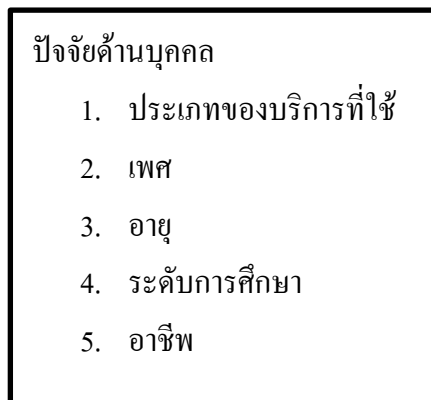 ปัจจัยด้านบุคคล
1. ประเภทของบริการที่ใช้
2. เพศ
3. อายุ
4. ระดับการศึกษา
5. อาชีพ